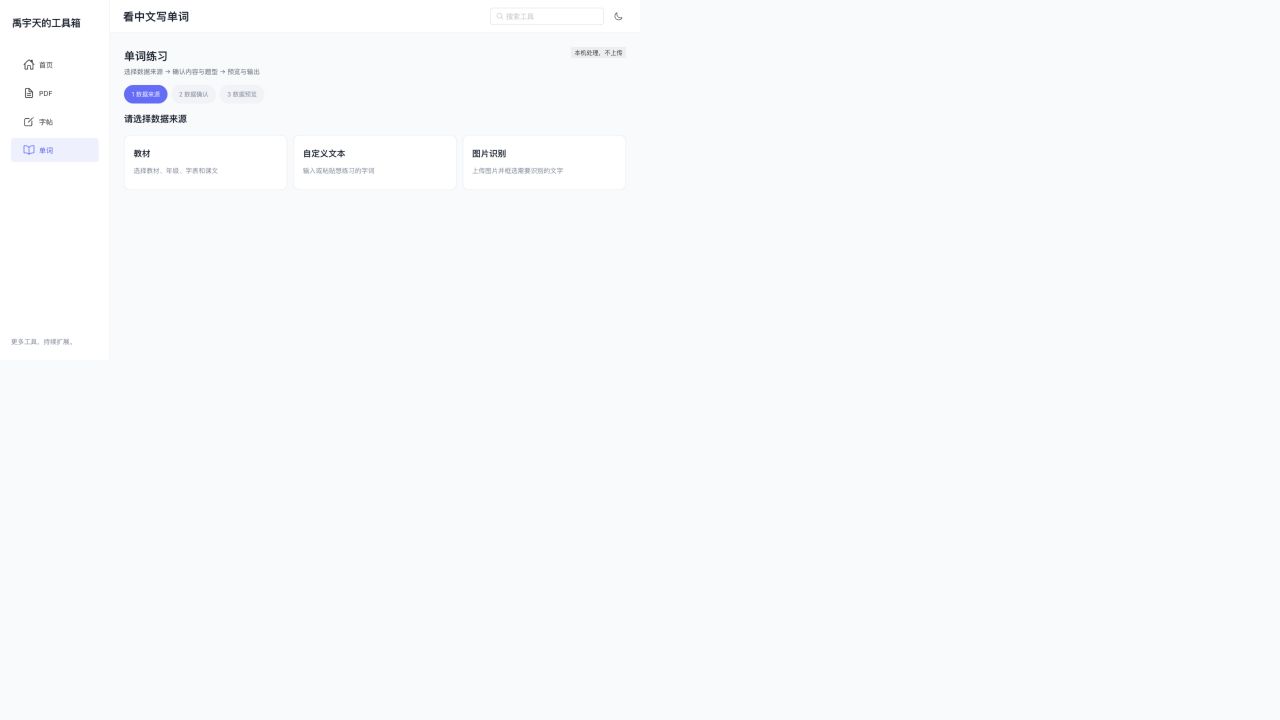 禹宇天的工具箱
首页
PDF
字帖
单词
更多工具，持续扩展。
看中文写单词
搜索工具
单词练习
本机处理，不上传
选择数据来源 → 确认内容与题型 → 预览与输出
1 数据来源
2 数据确认
3 数据预览
请选择数据来源
教材
选择教材、年级、字表和课文
自定义文本
输入或粘贴想练习的字词
图片识别
上传图片并框选需要识别的文字